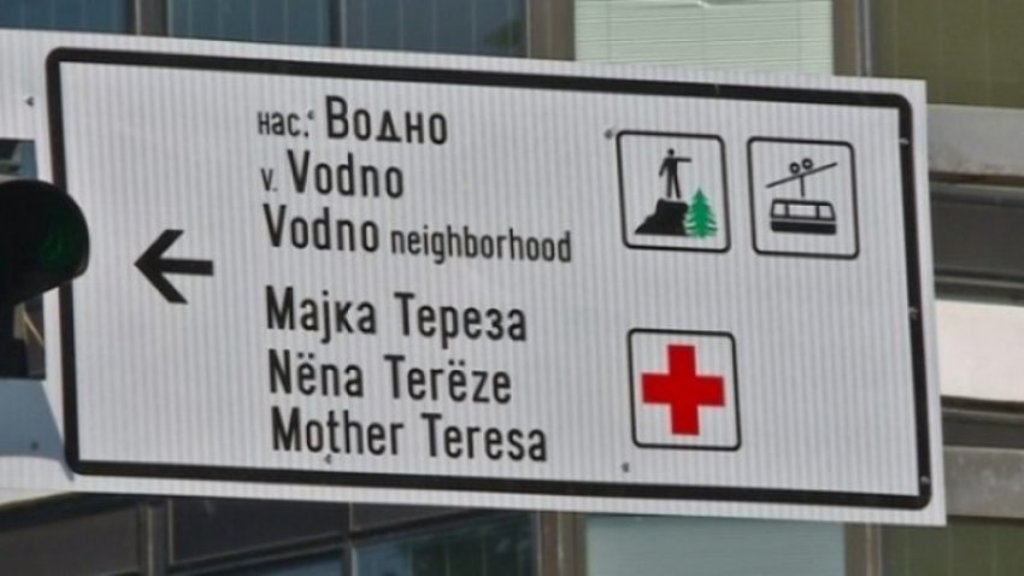 нас. Водно
v. Vodno
Vodno neighborhood
Мајка Тереза
Nëna Terëze
Mother Teresa